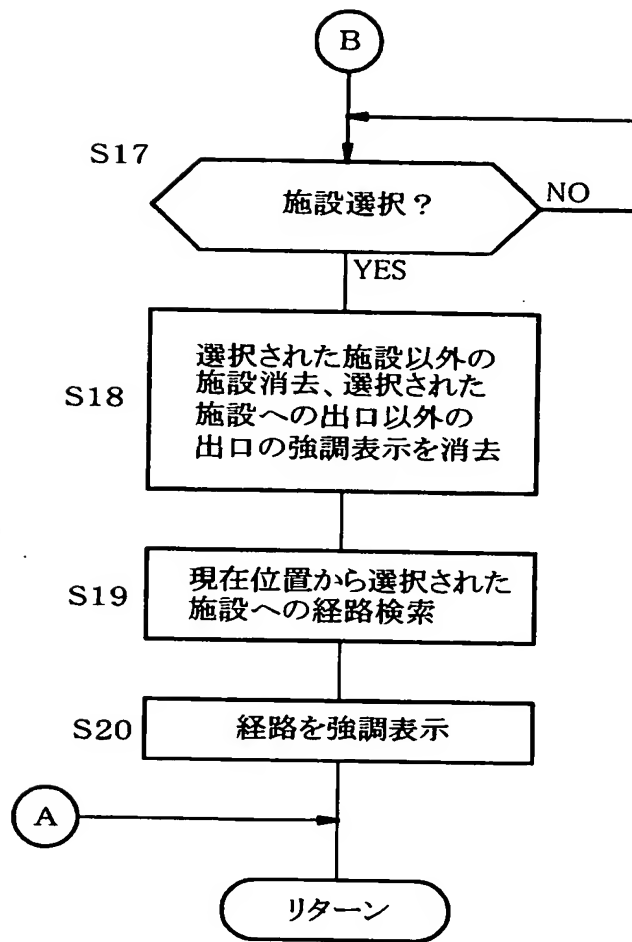 B
S17
施設選択？
NO
YES
S18
選択された施設以外の
施設消去、選択された
施設への出口以外の
出口の強調表示を消去
S19
現在位置から選択された
施設への経路検索
S20
経路を強調表示
A
リターン